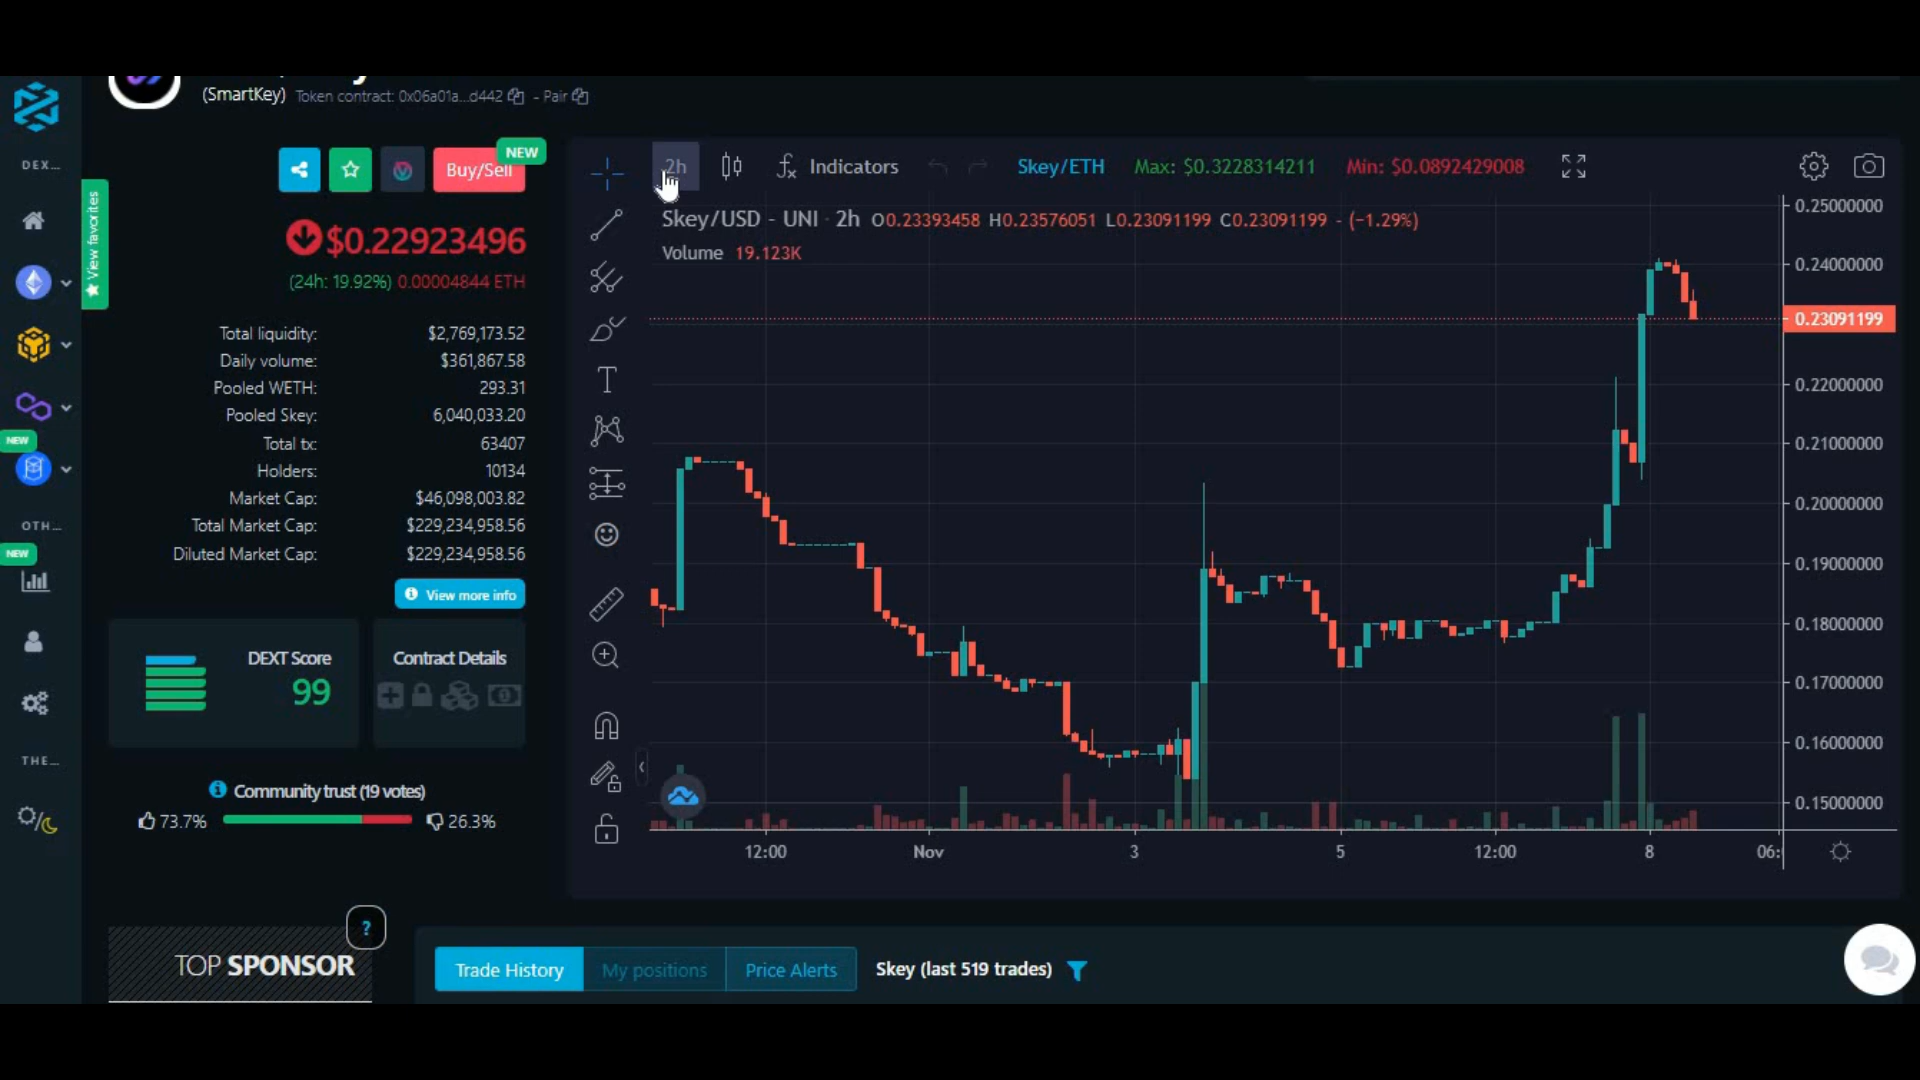 (SmartKey) Token contract: 0x06a01a...d442 - Pair
DEX...
View favorites
NEW
Buy/Sell
$0.22923496
(24h: 19.92%) 0.00004844 ETH
Total liquidity: $2,769,173.52
Daily volume: $361,867.58
Pooled WETH: 293.31
Pooled Skey: 6,040,033.20
Total tx: 63407
Holders: 10134
Market Cap: $46,098,003.82
Total Market Cap: $229,234,958.56
Diluted Market Cap: $229,234,958.56
View more info
NEW
OTH...
NEW
THE...
DEXT Score
99
Contract Details
Community trust (19 votes)
73.7% 26.3%
TOP SPONSOR
?
2h Indicators Skey/ETH Max: $0.3228314211 Min: $0.0892429008
Skey/USD - UNI · 2h O0.23393458 H0.23576051 L0.23091199 C0.23091199 - (−1.29%)
Volume 19.123K
0.25000000
0.24000000
0.23091199
0.22000000
0.21000000
0.20000000
0.19000000
0.18000000
0.17000000
0.16000000
0.15000000
12:00 Nov 3 5 12:00 8 06:
Trade History My positions Price Alerts Skey (last 519 trades)